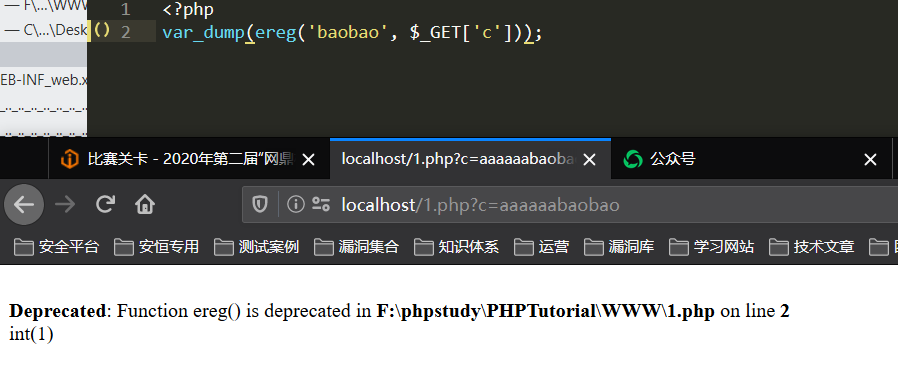 — F\...\WWW
— C\...\Desk
EB-INF_web.x
1 <?php
() 2 var_dump(ereg('baobao', $_GET['c']));
比赛关卡 - 2020年第二届“网鼎
localhost/1.php?c=aaaaaabaoba
公众号
localhost/1.php?c=aaaaaabaobao
安全平台 安恒专用 测试案例 漏洞集合 知识体系 运营 漏洞库 学习网站 技术文章
Deprecated: Function ereg() is deprecated in F:\phpstudy\PHPTutorial\WWW\1.php on line 2
int(1)